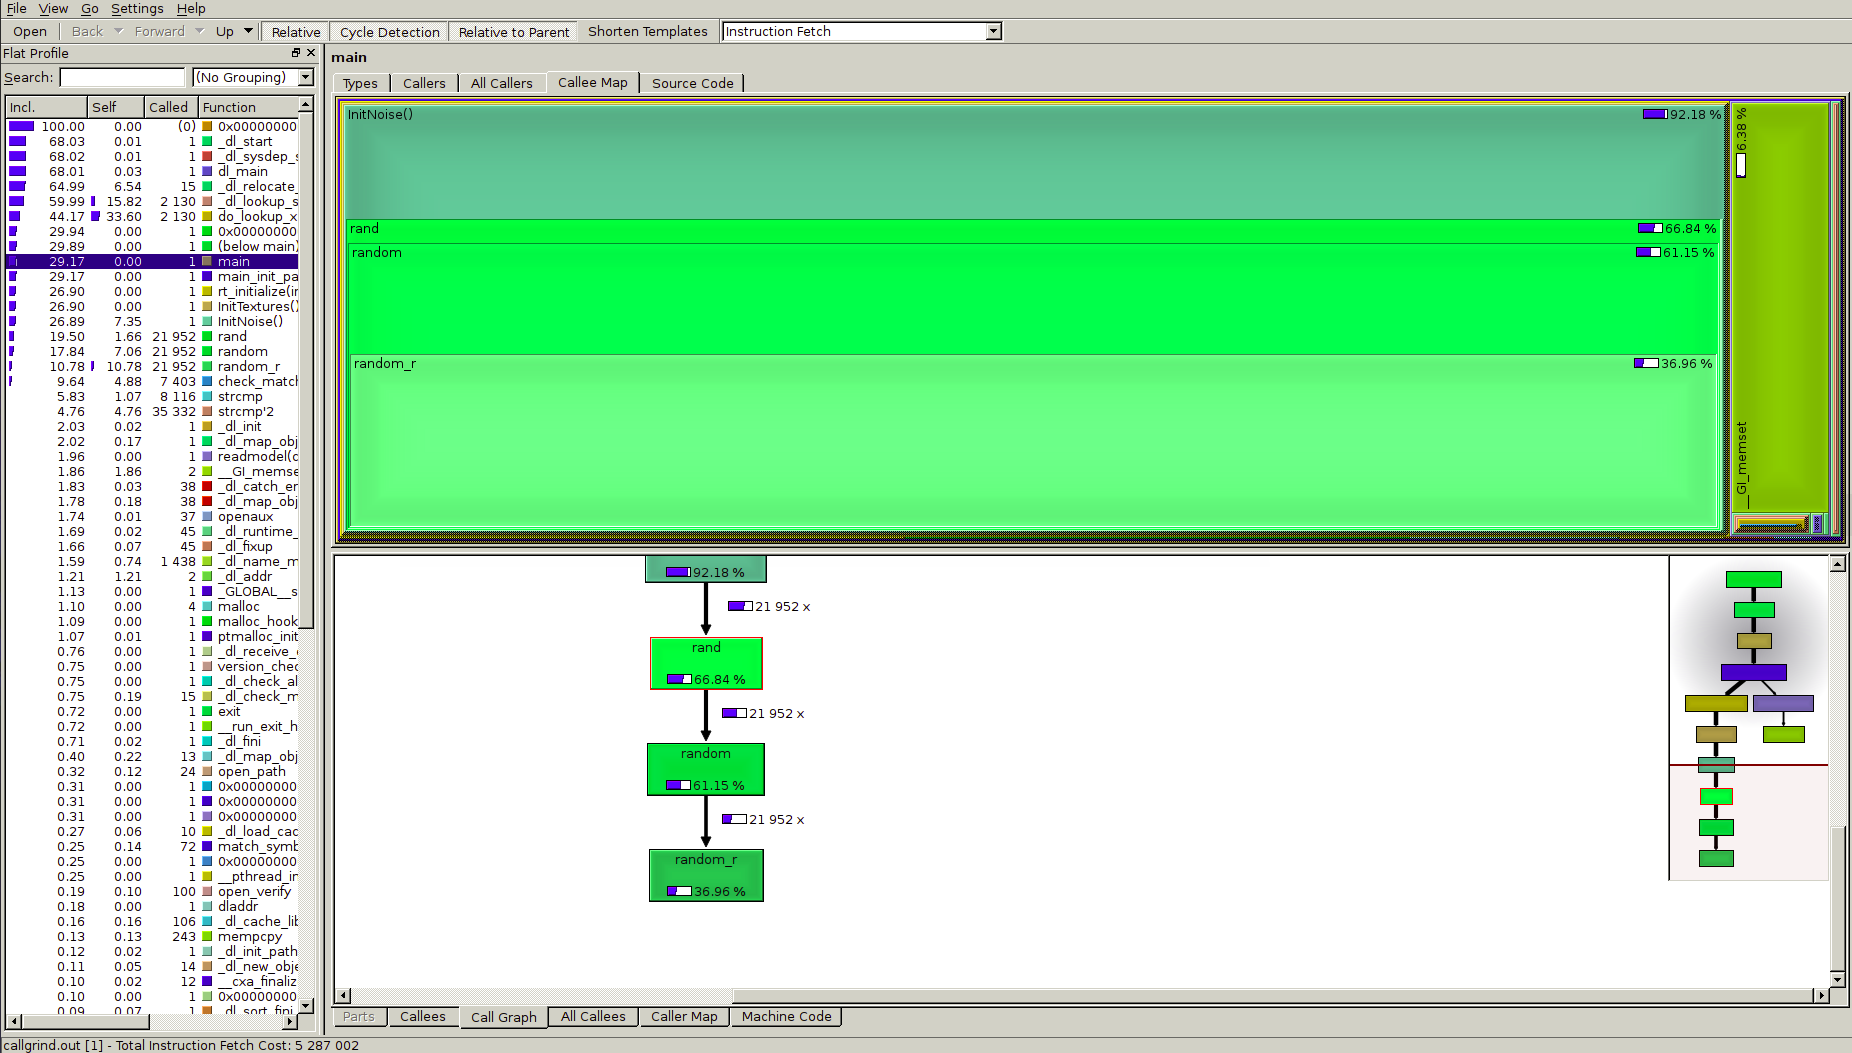 File View Go Settings Help
Open Back Forward Up Relative Cycle Detection Relative to Parent Shorten Templates Instruction Fetch
Flat Profile
Search: (No Grouping)
Incl. Self Called Function
100.00 0.00 (0) 0x00000000
68.03 0.01 1 _dl_start
68.02 0.01 1 _dl_sysdep_s
68.01 0.03 1 dl_main
64.99 6.54 15 _dl_relocate_
59.99 15.82 2 130 _dl_lookup_s
44.17 33.60 2 130 do_lookup_x
29.94 0.00 1 0x00000000
29.89 0.00 1 (below main)
29.17 0.00 1 main
29.17 0.00 1 main_init_pa
26.90 0.00 1 rt_initialize(in
26.90 0.00 1 InitTextures()
26.89 7.35 1 InitNoise()
19.50 1.66 21 952 rand
17.84 7.06 21 952 random
10.78 10.78 21 952 random_r
9.64 4.88 7 403 check_match
5.83 1.07 8 116 strcmp
4.76 4.76 35 332 strcmp'2
2.03 0.02 1 _dl_init
2.02 0.17 1 _dl_map_obj
1.96 0.00 1 readmodel(c
1.86 1.86 2 __GI_memse
1.83 0.03 38 _dl_catch_er
1.78 0.18 38 _dl_map_obj
1.74 0.01 37 openaux
1.69 0.02 45 _dl_runtime_
1.66 0.07 45 _dl_fixup
1.59 0.74 1 438 _dl_name_m
1.21 1.21 2 _dl_addr
1.13 0.00 1 _GLOBAL__s
1.10 0.00 4 malloc
1.09 0.00 1 malloc_hook
1.07 0.01 1 ptmalloc_init
0.76 0.00 1 _dl_receive_
0.75 0.00 1 version_chec
0.75 0.00 1 _dl_check_al
0.75 0.19 15 _dl_check_m
0.72 0.00 1 exit
0.72 0.00 1 __run_exit_h
0.71 0.02 1 _dl_fini
0.40 0.22 13 _dl_map_obj
0.32 0.12 24 open_path
0.31 0.00 1 0x00000000
0.31 0.00 1 0x00000000
0.31 0.00 1 0x00000000
0.27 0.06 10 _dl_load_cac
0.25 0.14 72 match_symb
0.25 0.00 1 0x00000000
0.25 0.00 1 __pthread_in
0.19 0.10 100 open_verify
0.18 0.00 1 dladdr
0.16 0.16 106 _dl_cache_lib
0.13 0.13 243 mempcpy
0.12 0.02 1 _dl_init_path
0.11 0.05 14 _dl_new_obje
0.10 0.02 12 __cxa_finaliz
0.10 0.00 1 0x00000000
0.09 0.07 1 _dl_sort_fini
main
Types Callers All Callers Callee Map Source Code
InitNoise() 92.18 %
rand 66.84 %
random 61.15 %
random_r 36.96 %
__GI_memset 6.38 %
92.18 %
21 952 x
rand
66.84 %
21 952 x
random
61.15 %
21 952 x
random_r
36.96 %
Parts Callees Call Graph All Callees Caller Map Machine Code
callgrind.out [1] - Total Instruction Fetch Cost: 5 287 002